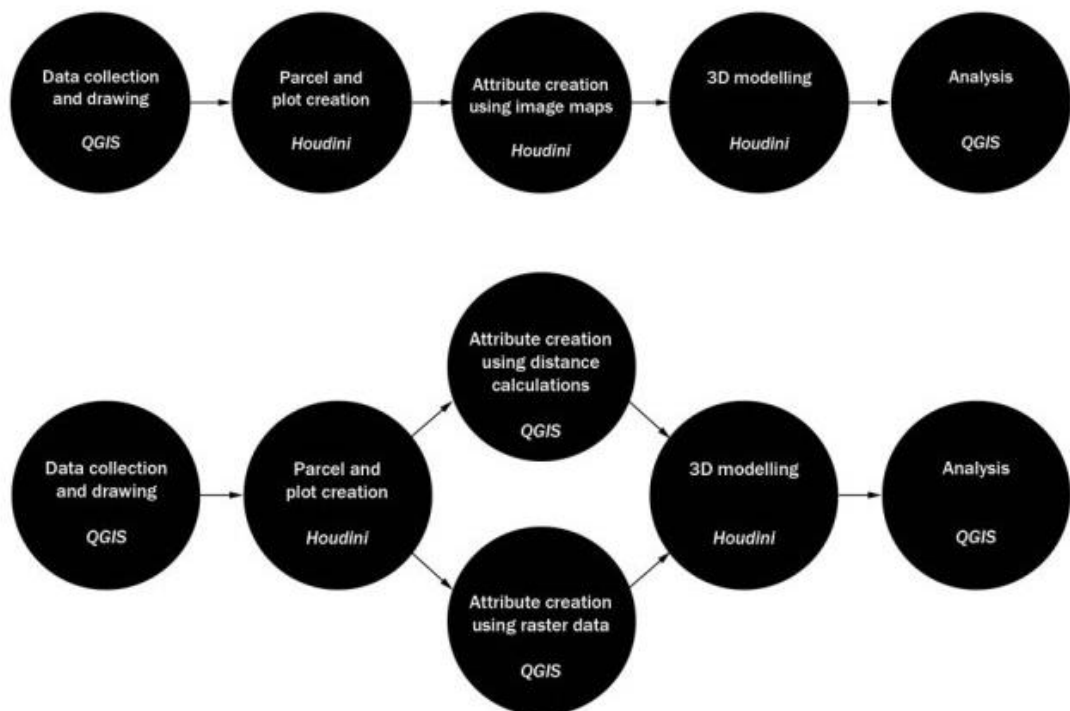 Data collection
and drawing
QGIS
Parcel and
plot creation
Houdini
Attribute creation
using image maps
Houdini
3D modelling
Houdini
Analysis
QGIS
Data collection
and drawing
QGIS
Parcel and
plot creation
Houdini
Attribute creation
using distance
calculations
QGIS
Attribute creation
using raster data
QGIS
3D modelling
Houdini
Analysis
QGIS